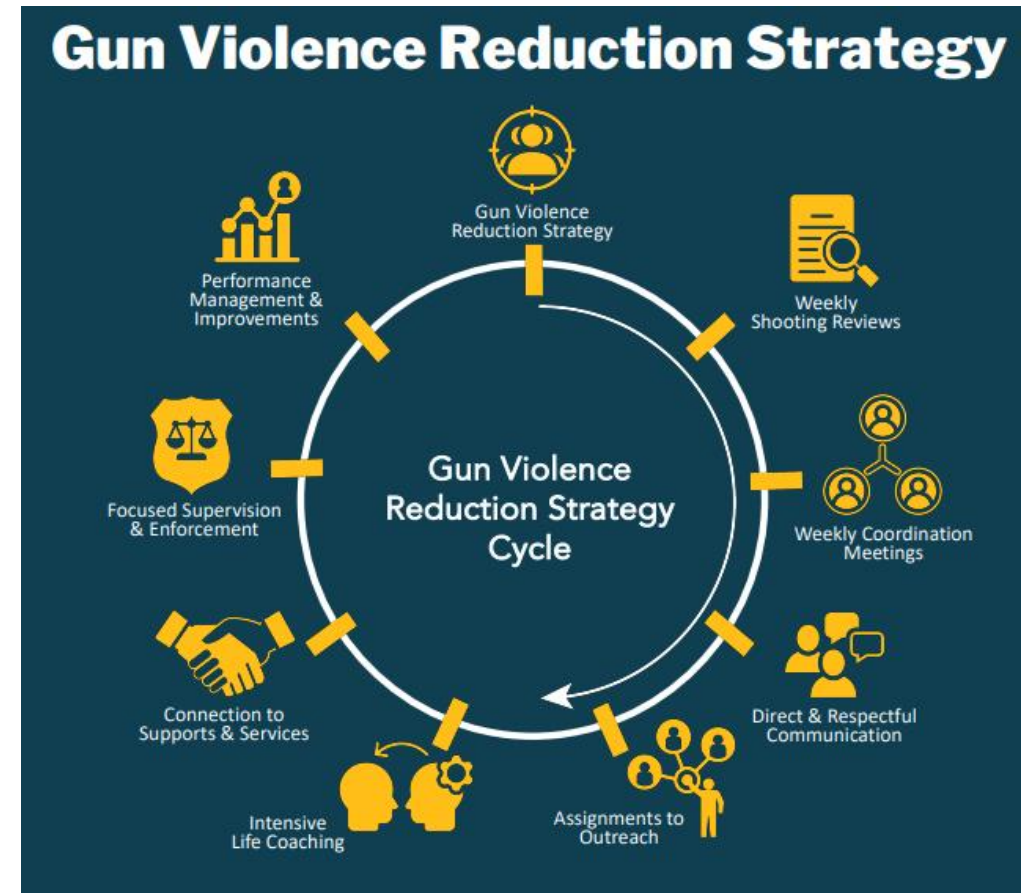 Gun Violence Reduction Strategy
Gun Violence
Reduction Strategy
Weekly
Shooting Reviews
Weekly Coordination
Meetings
Direct & Respectful
Communication
Assignments to
Outreach
Intensive
Life Coaching
Connection to
Supports & Services
Focused Supervision
& Enforcement
Performance
Management &
Improvements
Gun Violence
Reduction Strategy
Cycle